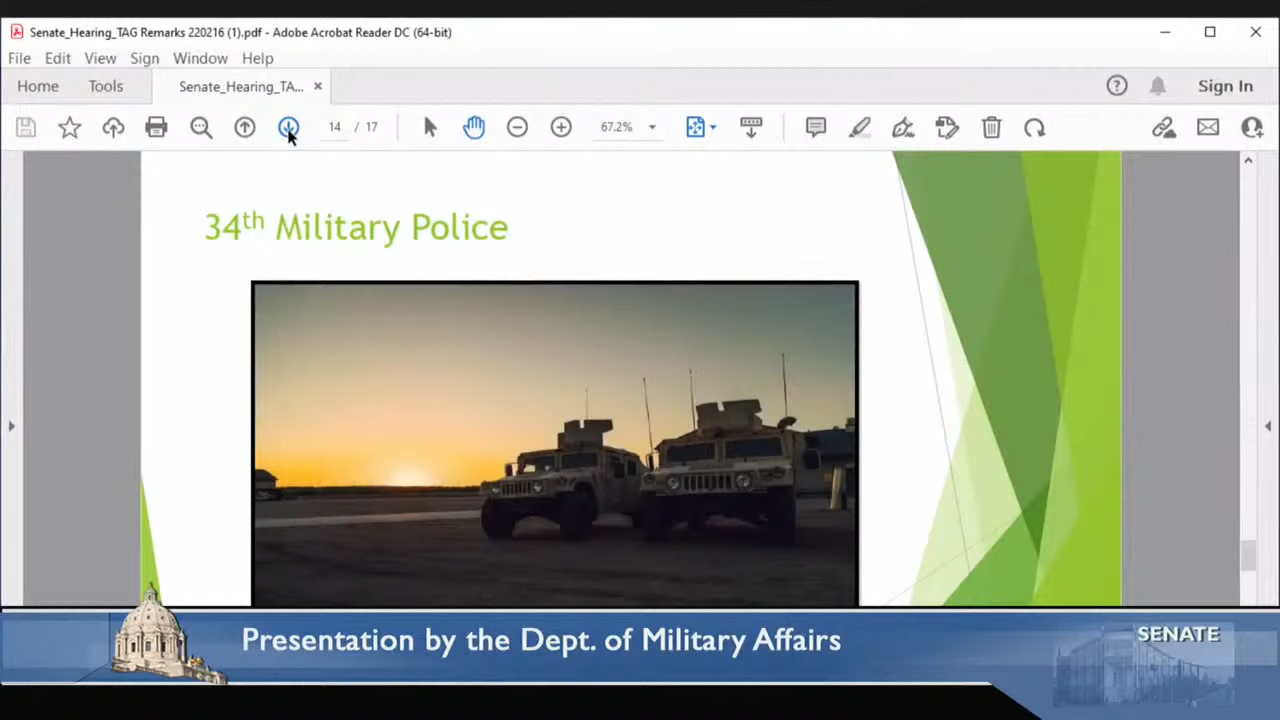 Senate_Hearing_TAG Remarks 220216 (1).pdf - Adobe Acrobat Reader DC (64-bit)
File Edit View Sign Window Help
Home Tools Senate_Hearing_TA... Sign In
14 / 17 67.2%
34th Military Police
Presentation by the Dept. of Military Affairs
SENATE